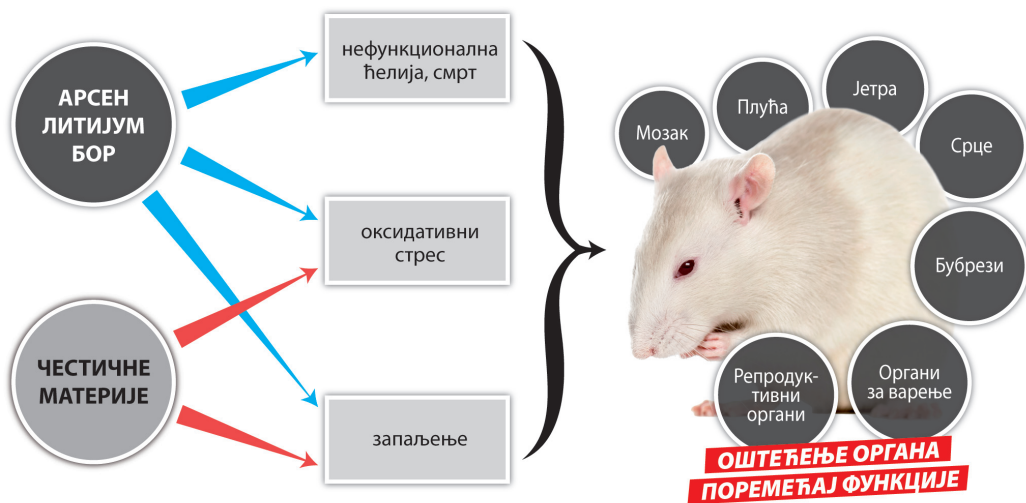 АРСЕН
ЛИТИЈУМ
БОР
ЧЕСТИЧНЕ
МАТЕРИЈЕ
нефункционална
ћелија, смрт
оксидативни
стрес
запаљење
Мозак
Плућа
Јетра
Срце
Бубрези
Органи
за варење
Репродук-
тивни
органи
ОШТЕЋЕЊЕ ОРГАНА
ПОРЕМЕЋАЈ ФУНКЦИЈЕ